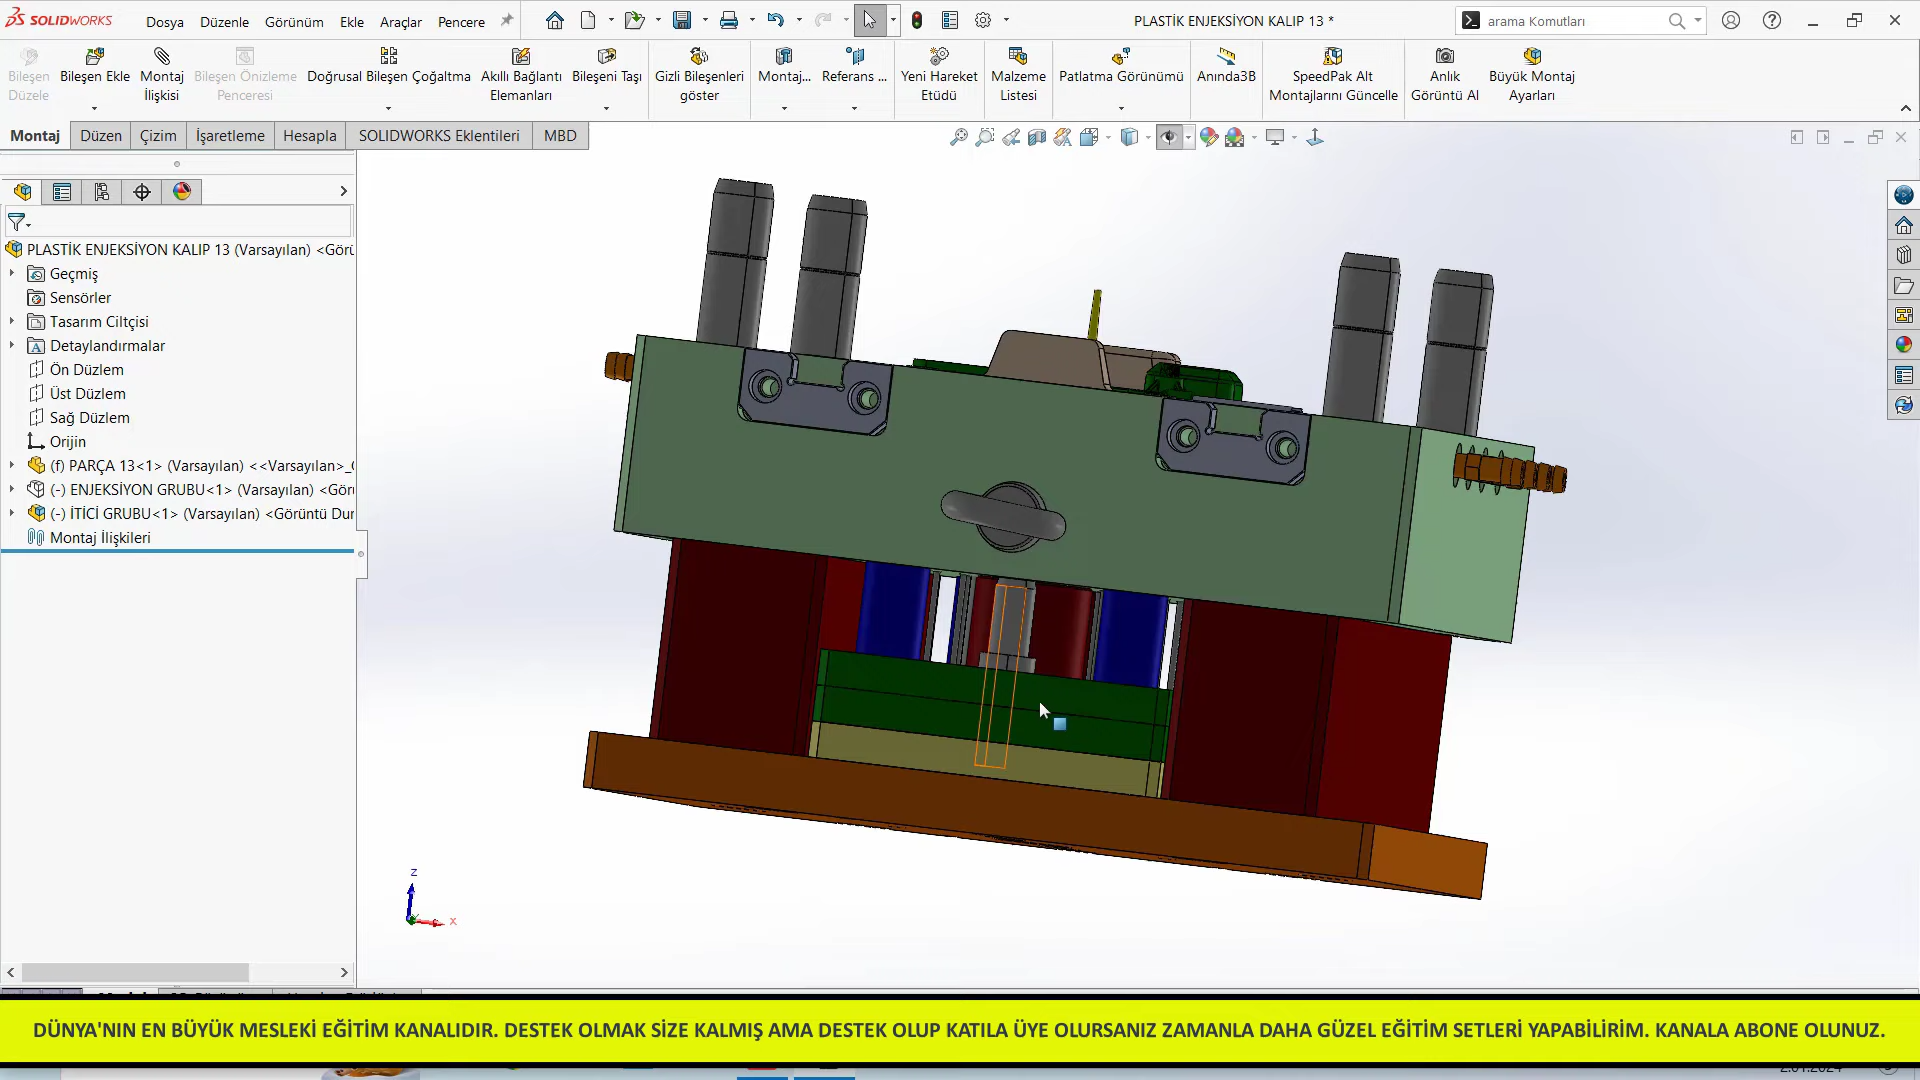 SOLIDWORKS
Dosya Düzenle Görünüm Ekle Araçlar Pencere
PLASTİK ENJEKSİYON KALIP 13 *
arama Komutları
Bileşen Düzele
Bileşen Ekle
Montaj İlişkisi
Bileşen Önizleme Penceresi
Doğrusal Bileşen Çoğaltma
Akıllı Bağlantı Elemanları
Bileşeni Taşı
Gizli Bileşenleri göster
Montaj...
Referans ...
Yeni Hareket Etüdü
Malzeme Listesi
Patlatma Görünümü
Anında3B
SpeedPak Alt Montajlarını Güncelle
Anlık Görüntü Al
Büyük Montaj Ayarları
Montaj Düzen Çizim İşaretleme Hesapla SOLIDWORKS Eklentileri MBD
PLASTİK ENJEKSİYON KALIP 13 (Varsayılan) <Görü
Geçmiş
Sensörler
Tasarım Ciltçisi
Detaylandırmalar
Ön Düzlem
Üst Düzlem
Sağ Düzlem
Orijin
(f) PARÇA 13<1> (Varsayılan) <<Varsayılan>_
(-) ENJEKSİYON GRUBU<1> (Varsayılan) <Görü
(-) İTİCİ GRUBU<1> (Varsayılan) <Görüntü Dur
Montaj İlişkileri
z
x
DÜNYA'NIN EN BÜYÜK MESLEKİ EĞİTİM KANALIDIR. DESTEK OLMAK SİZE KALMIŞ AMA DESTEK OLUP KATILA ÜYE OLURSANIZ ZAMANLA DAHA GÜZEL EĞİTİM SETLERİ YAPABİLİRİM. KANALA ABONE OLUNUZ.